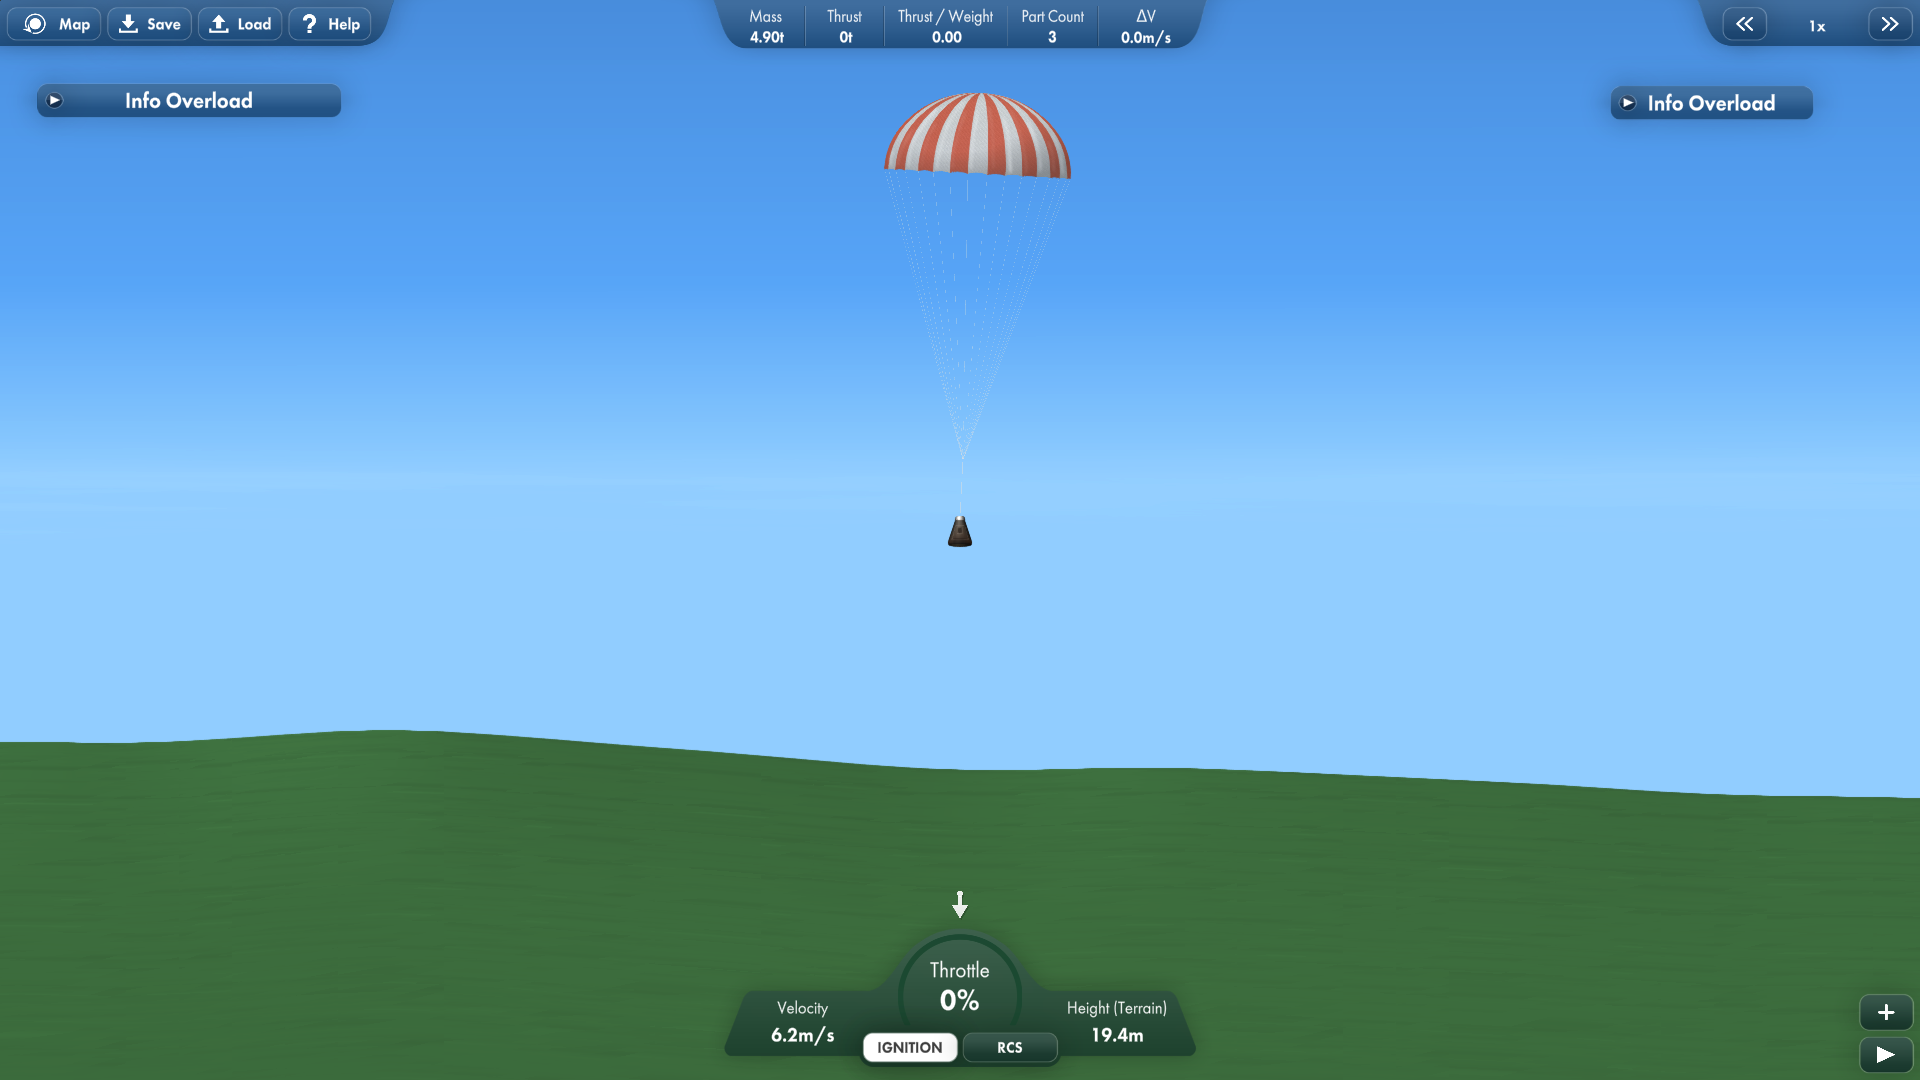 Map
Save
Load
? Help
Mass
4.90t
Thrust
0t
Thrust / Weight
0.00
Part Count
3
ΔV
0.0m/s
1x
Info Overload
Info Overload
Throttle
0%
Velocity
6.2m/s
Height (Terrain)
19.4m
IGNITION
RCS